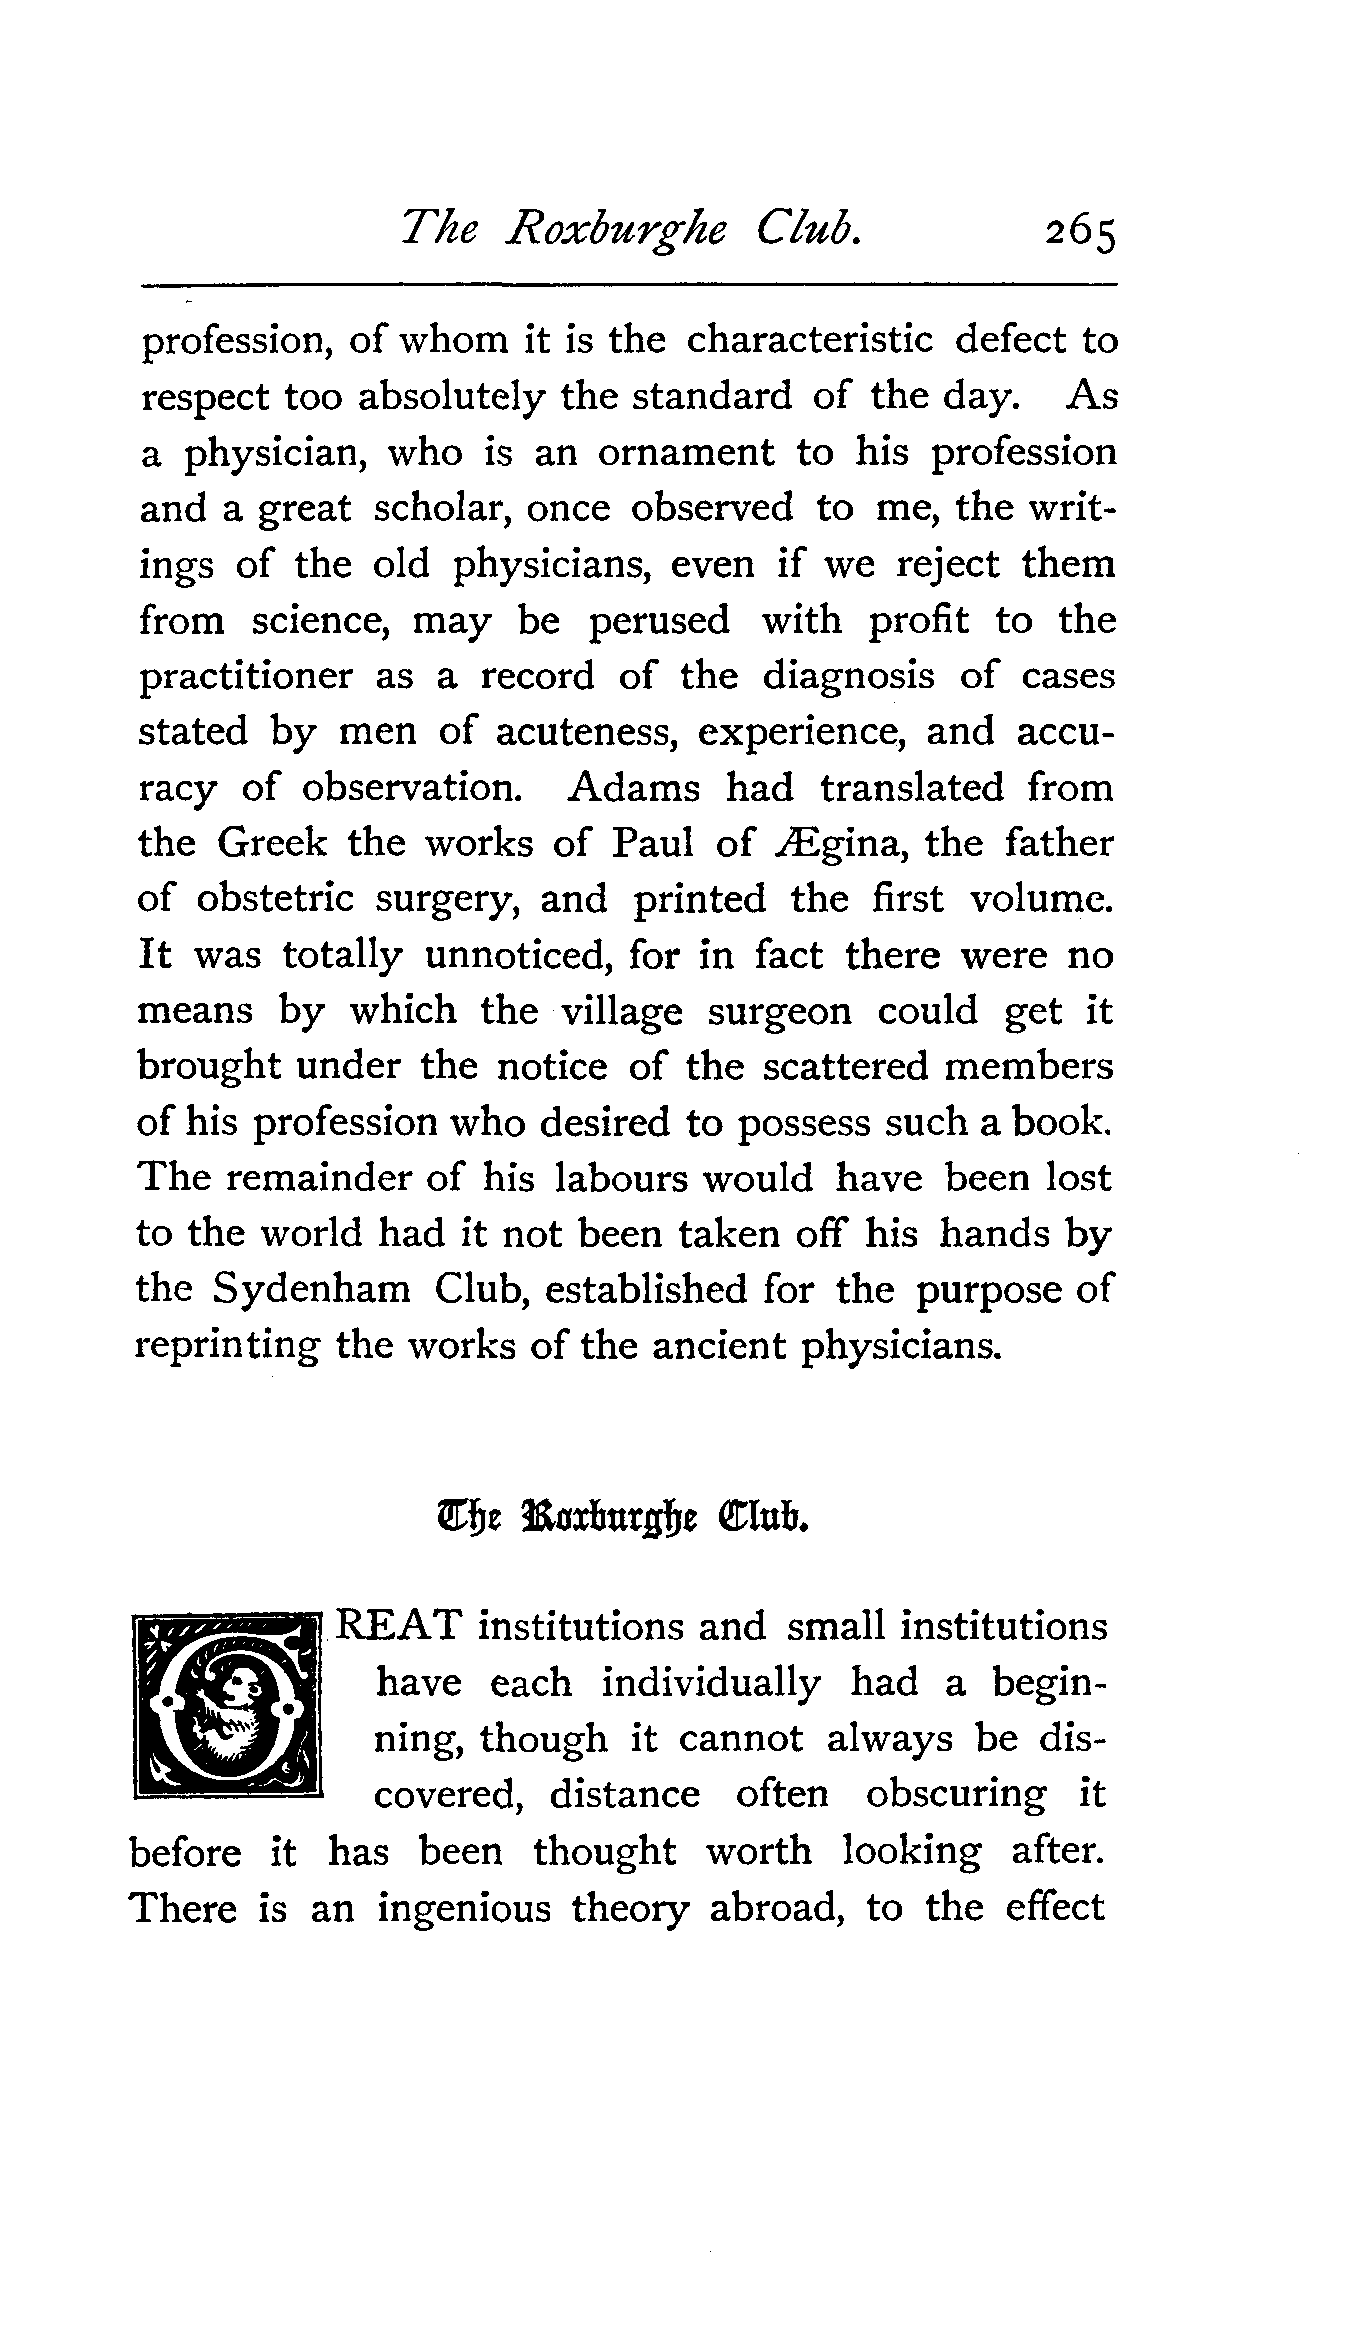 The Roxburghe Club. 265
profession, of whom it is the characteristic defect to
respect too absolutely the standard of the day. As
a physician, who is an ornament to his profession
and a great scholar, once observed to me, the writ-
ings of the old physicians, even if we reject them
from science, may be perused with profit to the
practitioner as a record of the diagnosis of cases
stated by men of acuteness, experience, and accu-
racy of observation. Adams had translated from
the Greek the works of Paul of Ægina, the father
of obstetric surgery, and printed the first volume.
It was totally unnoticed, for in fact there were no
means by which the village surgeon could get it
brought under the notice of the scattered members
of his profession who desired to possess such a book.
The remainder of his labours would have been lost
to the world had it not been taken off his hands by
the Sydenham Club, established for the purpose of
reprinting the works of the ancient physicians.
The Roxburghe Club.
OREAT institutions and small institutions
have each individually had a begin-
ning, though it cannot always be dis-
covered, distance often obscuring it
before it has been thought worth looking after.
There is an ingenious theory abroad, to the effect